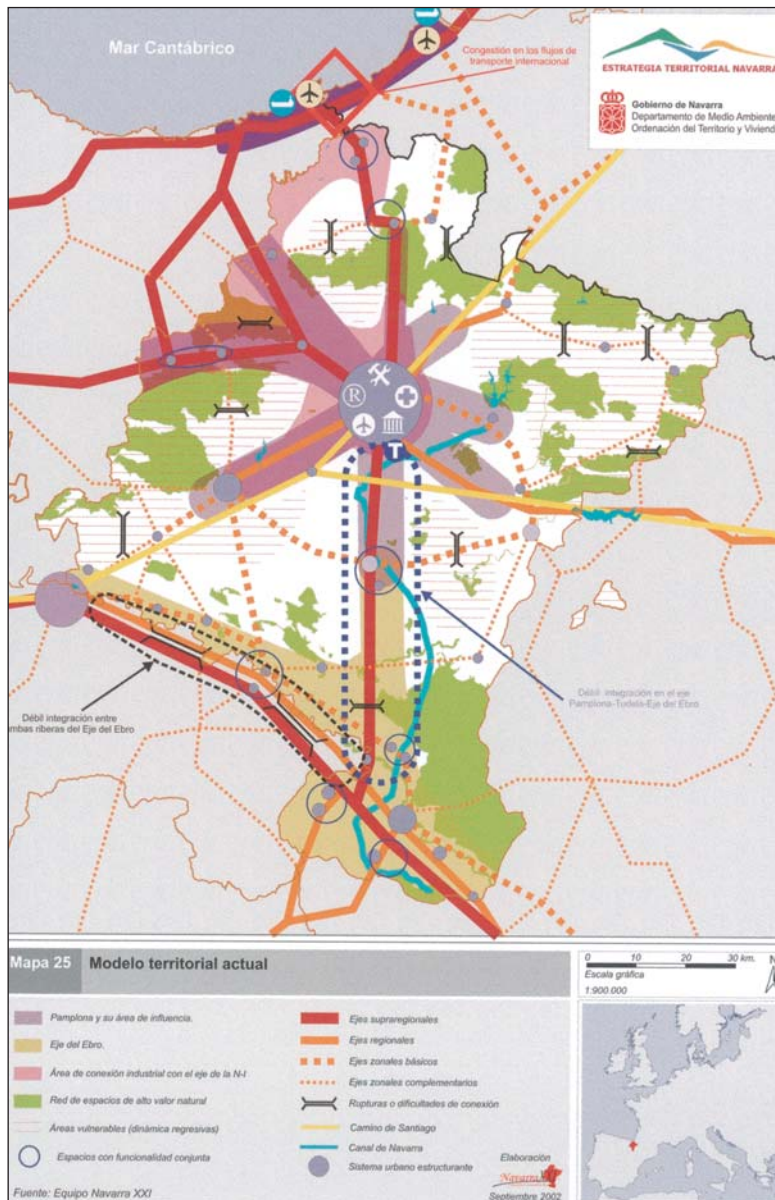 Mar Cantábrico
Congestión en los flujos de
transporte internacional
ESTRATEGIA TERRITORIAL NAVARRA
Gobierno de Navarra
Departamento de Medio Ambiente
Ordenación del Territorio y Viviend
R
T
Débil integración entre
mbas riberas del Eje del Ebro
Débil integración en el eje
Pamplona-Tudela-Eje del Ebro
Mapa 25 Modelo territorial actual
0 10 20 30 km.
Escala gráfica
1:900.000
N
Pamplona y su área de influencia.
Eje del Ebro.
Área de conexión industrial con el eje de la N-I
Red de espacios de alto valor natural
Áreas vulnerables (dinámica regresivas)
Espacios con funcionalidad conjunta
Ejes supraregionales
Ejes regionales
Ejes zonales básicos
Ejes zonales complementarios
Rupturas o dificultades de conexión
Camino de Santiago
Canal de Navarra
Sistema urbano estructurante
Elaboración
Navarra
Septiembre 2002
Fuente: Equipo Navarra XXI